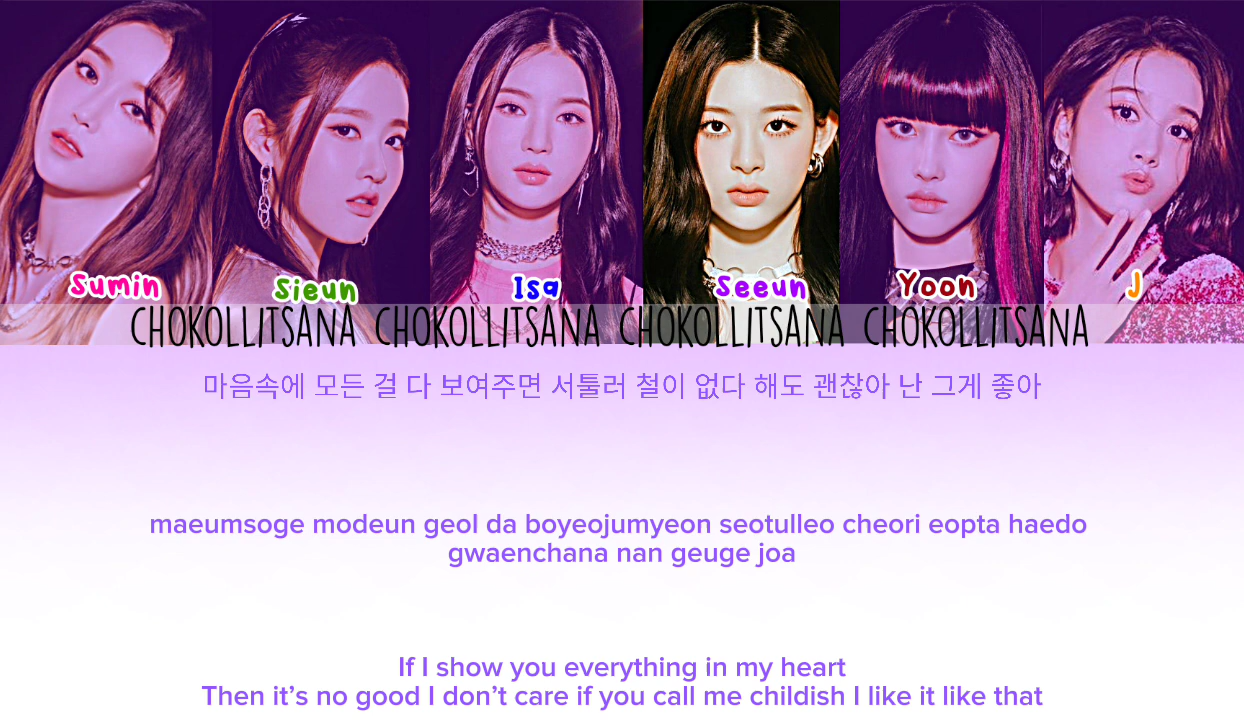 Sumin Sieun Isa Seeun Yoon J
CHOKOLLITSANA CHOKOLLITSANA CHOKOLLITSANA CHOKOLLITSANA
마음속에 모든 걸 다 보여주면 서툴러 철이 없다 해도 괜찮아 난 그게 좋아
maeumsoge modeun geol da boyeojumyeon seotulleo cheori eopta haedo
gwaenchana nan geuge joa
If I show you everything in my heart
Then it’s no good I don’t care if you call me childish I like it like that